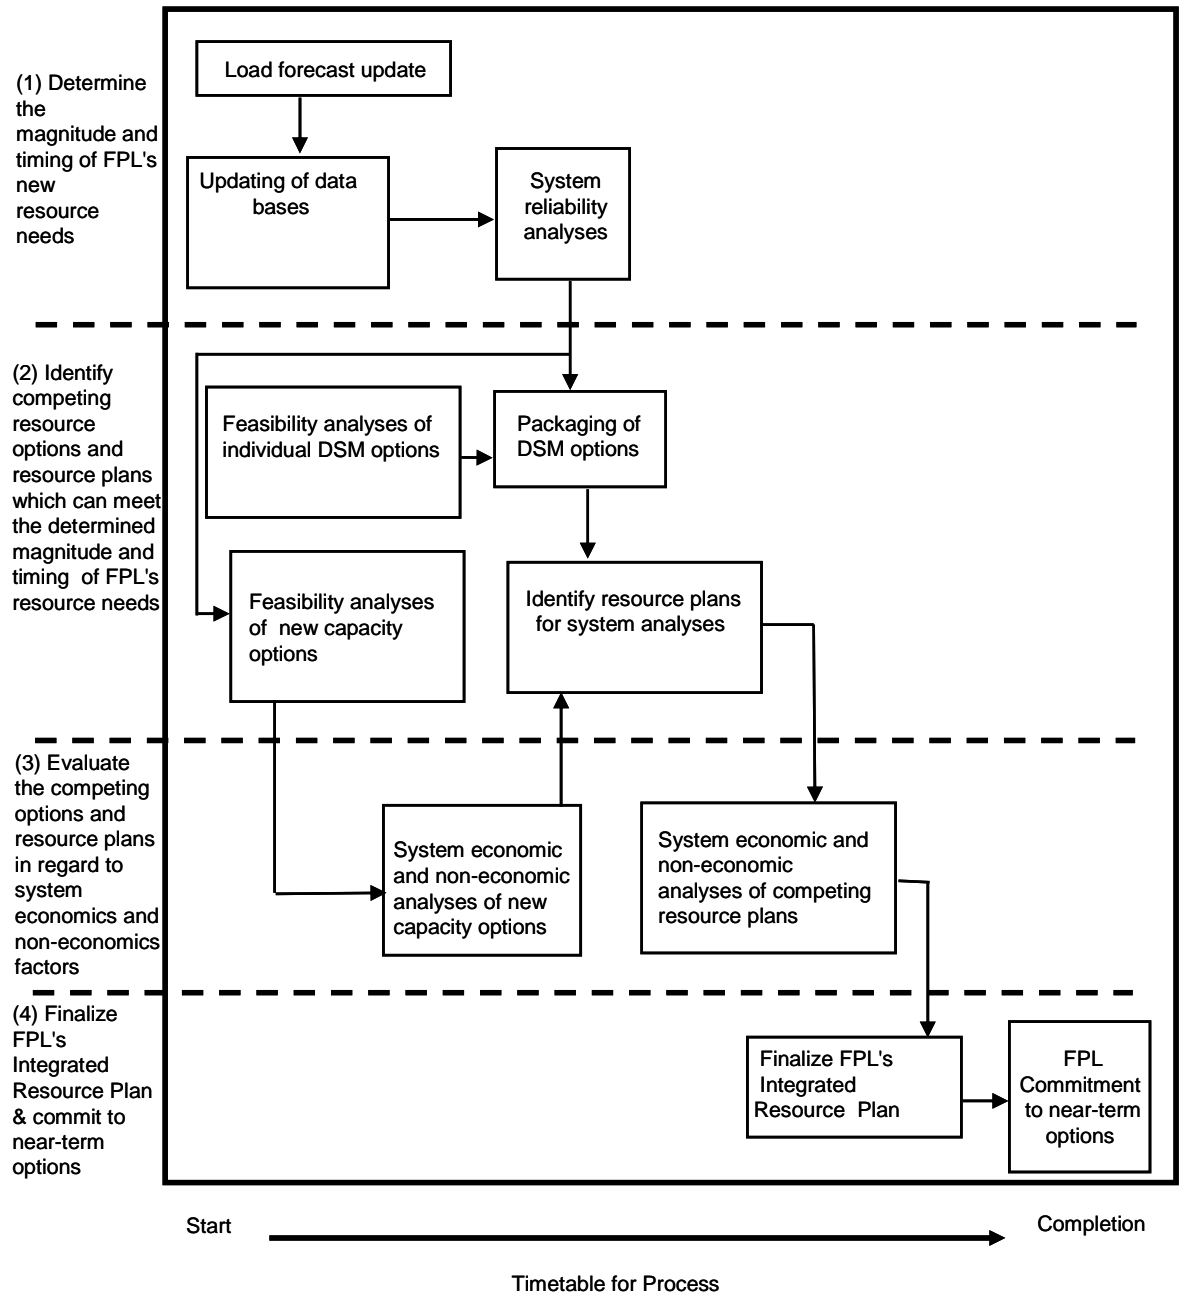 (1) Determine
the
magnitude and
timing of FPL's
new
resource
needs
Load forecast update
Updating of data
bases
System
reliability
analyses
(2) Identify
competing
resource
options and
resource plans
which can meet
the determined
magnitude and
timing of FPL's
resource needs
Feasibility analyses of
individual DSM options
Packaging of
DSM options
Feasibility analyses
of new capacity
options
Identify resource plans
for system analyses
(3) Evaluate
the competing
options and
resource plans
in regard to
system
economics and
non-economics
factors
System economic
and non-economic
analyses of new
capacity options
System economic and
non-economic
analyses of competing
resource plans
(4) Finalize
FPL's
Integrated
Resource Plan
& commit to
near-term
options
Finalize FPL's
Integrated
Resource Plan
FPL
Commitment
to near-term
options
Start
Completion
Timetable for Process